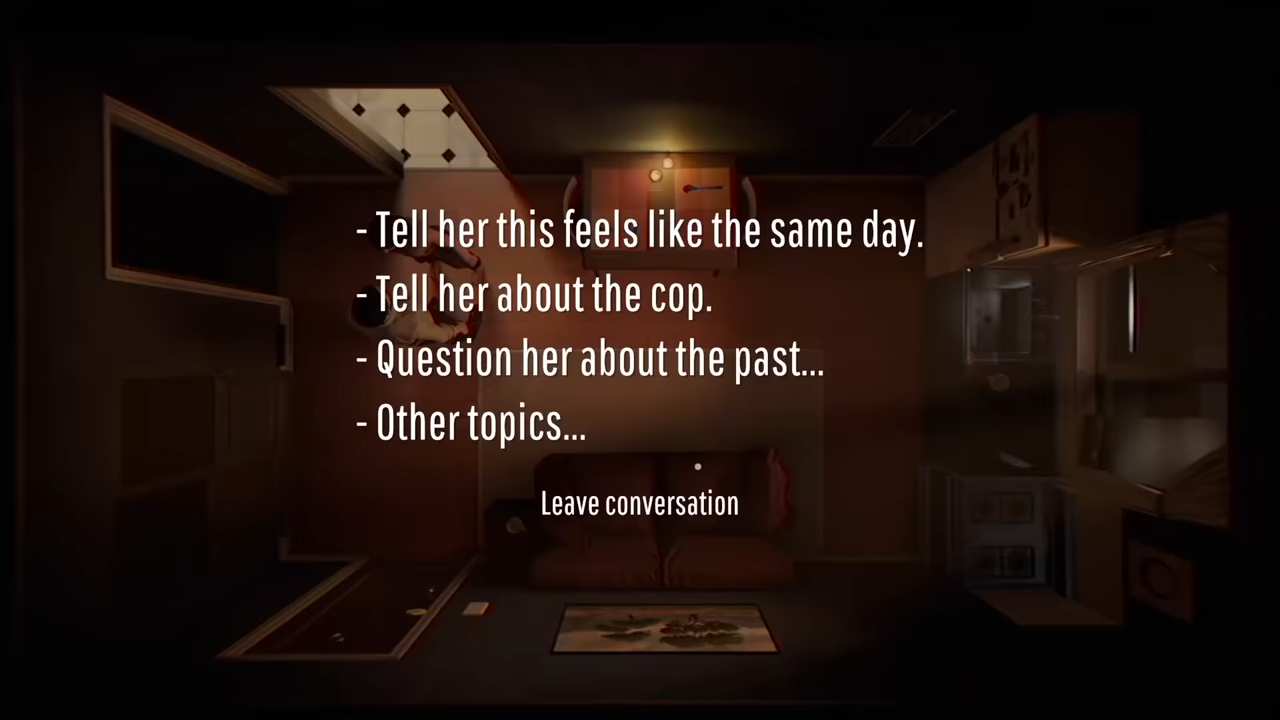 - Tell her this feels like the same day.
- Tell her about the cop.
- Question her about the past...
- Other topics...
Leave conversation